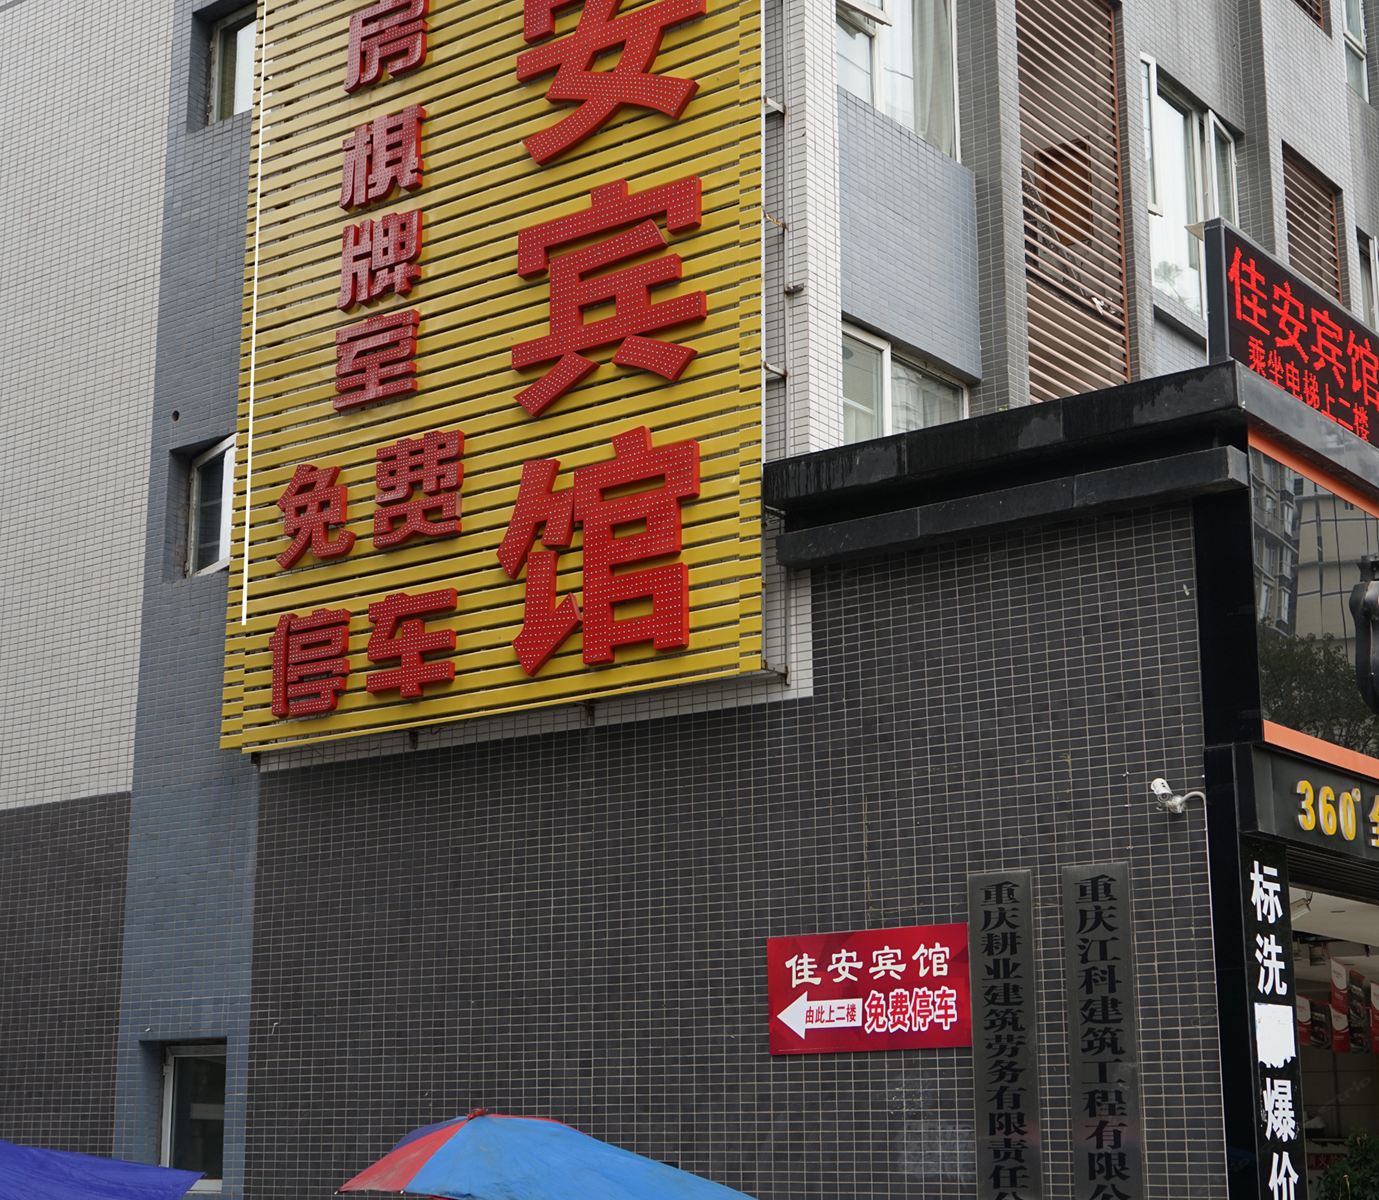 安宾馆
房棋牌室
免费
停车
佳安宾馆
乘坐电梯上二楼
360°全
标洗
爆价
佳安宾馆
由此上二楼
免费停车
重庆耕业建筑劳务有限责任公
重庆江科建筑工程有限公